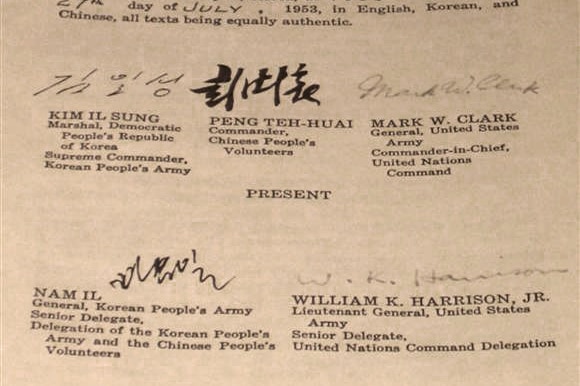 27th day of JULY, 1953, in English, Korean, and
Chinese, all texts being equally authentic.
김일성 彭德懷 Mark W. Clark
KIM IL SUNG PENG TEH-HUAI MARK W. CLARK
Marshal, Democratic Commander, General, United States
People's Republic Chinese People's Army
of Korea Volunteers Commander-in-Chief,
Supreme Commander, United Nations
Korean People's Army Command
PRESENT
W. K. Harrison
NAM IL WILLIAM K. HARRISON, JR.
General, Korean People's Army Lieutenant General, United States
Senior Delegate, Army
Delegation of the Korean People's Senior Delegate,
Army and the Chinese People's United Nations Command Delegation
Volunteers